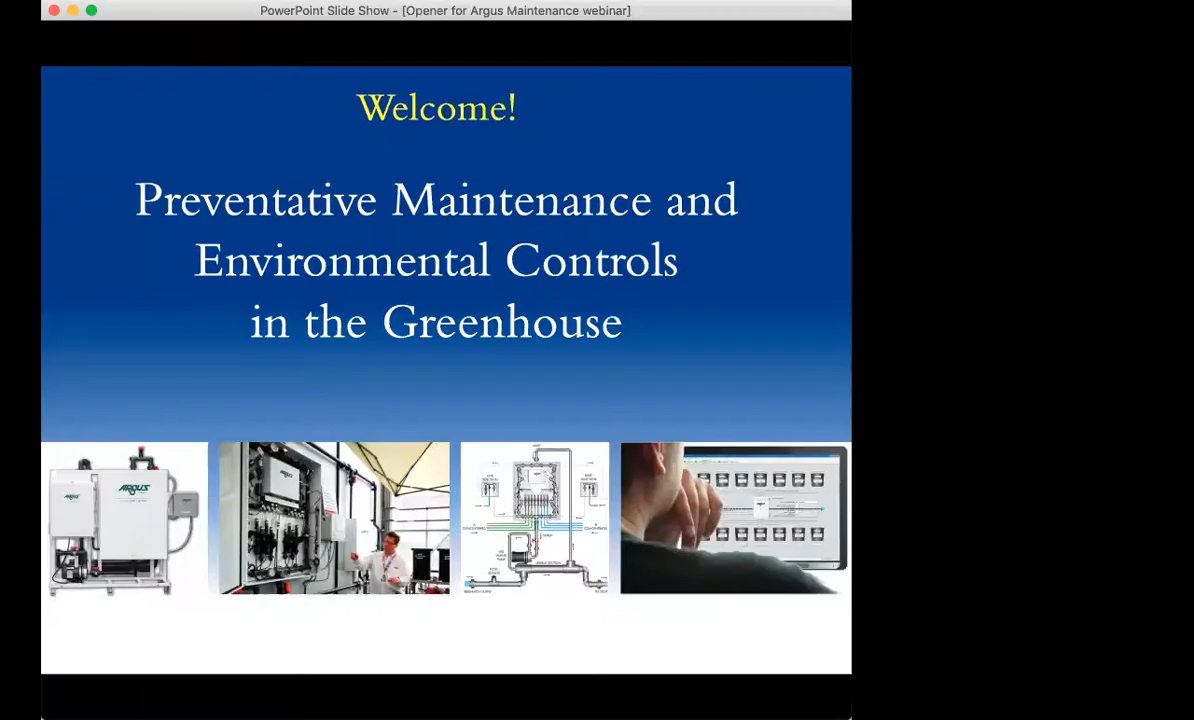 PowerPoint Slide Show - [Opener for Argus Maintenance webinar]
Welcome!
Preventative Maintenance and
Environmental Controls
in the Greenhouse
ARGUS